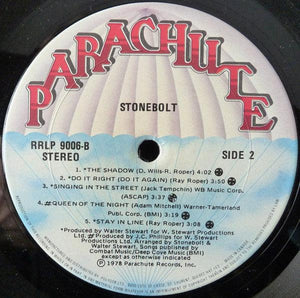 PARACHUTE
STONEBOLT
RRLP 9006-B
STEREO
SIDE 2
1. *THE SHADOW (D. Wills-R. Roper) 4:02
2. *DO IT RIGHT (DO IT AGAIN) (Ray Roper) 3:50
3. *SINGING IN THE STREET (Jack Tempchin) WB Music Corp.
(ASCAP) 3:37
4. #QUEEN OF THE NIGHT (Adam Mitchell) Warner-Tamerland
Publ. Corp. (BMI) 3:19
5. *STAY IN LINE (Ray Roper) 3:08
*Produced by Walter Stewart for W. Stewart
Productions Ltd. #Produced by J.C. Phillips for W. Stewart
Productions Ltd. Arranged by Stonebolt &
Walter Stewart. Songs published by
Combat Music/Deep Cove Music (BMI)
except as otherwise indicated
℗ 1978 Parachute Records, Inc.